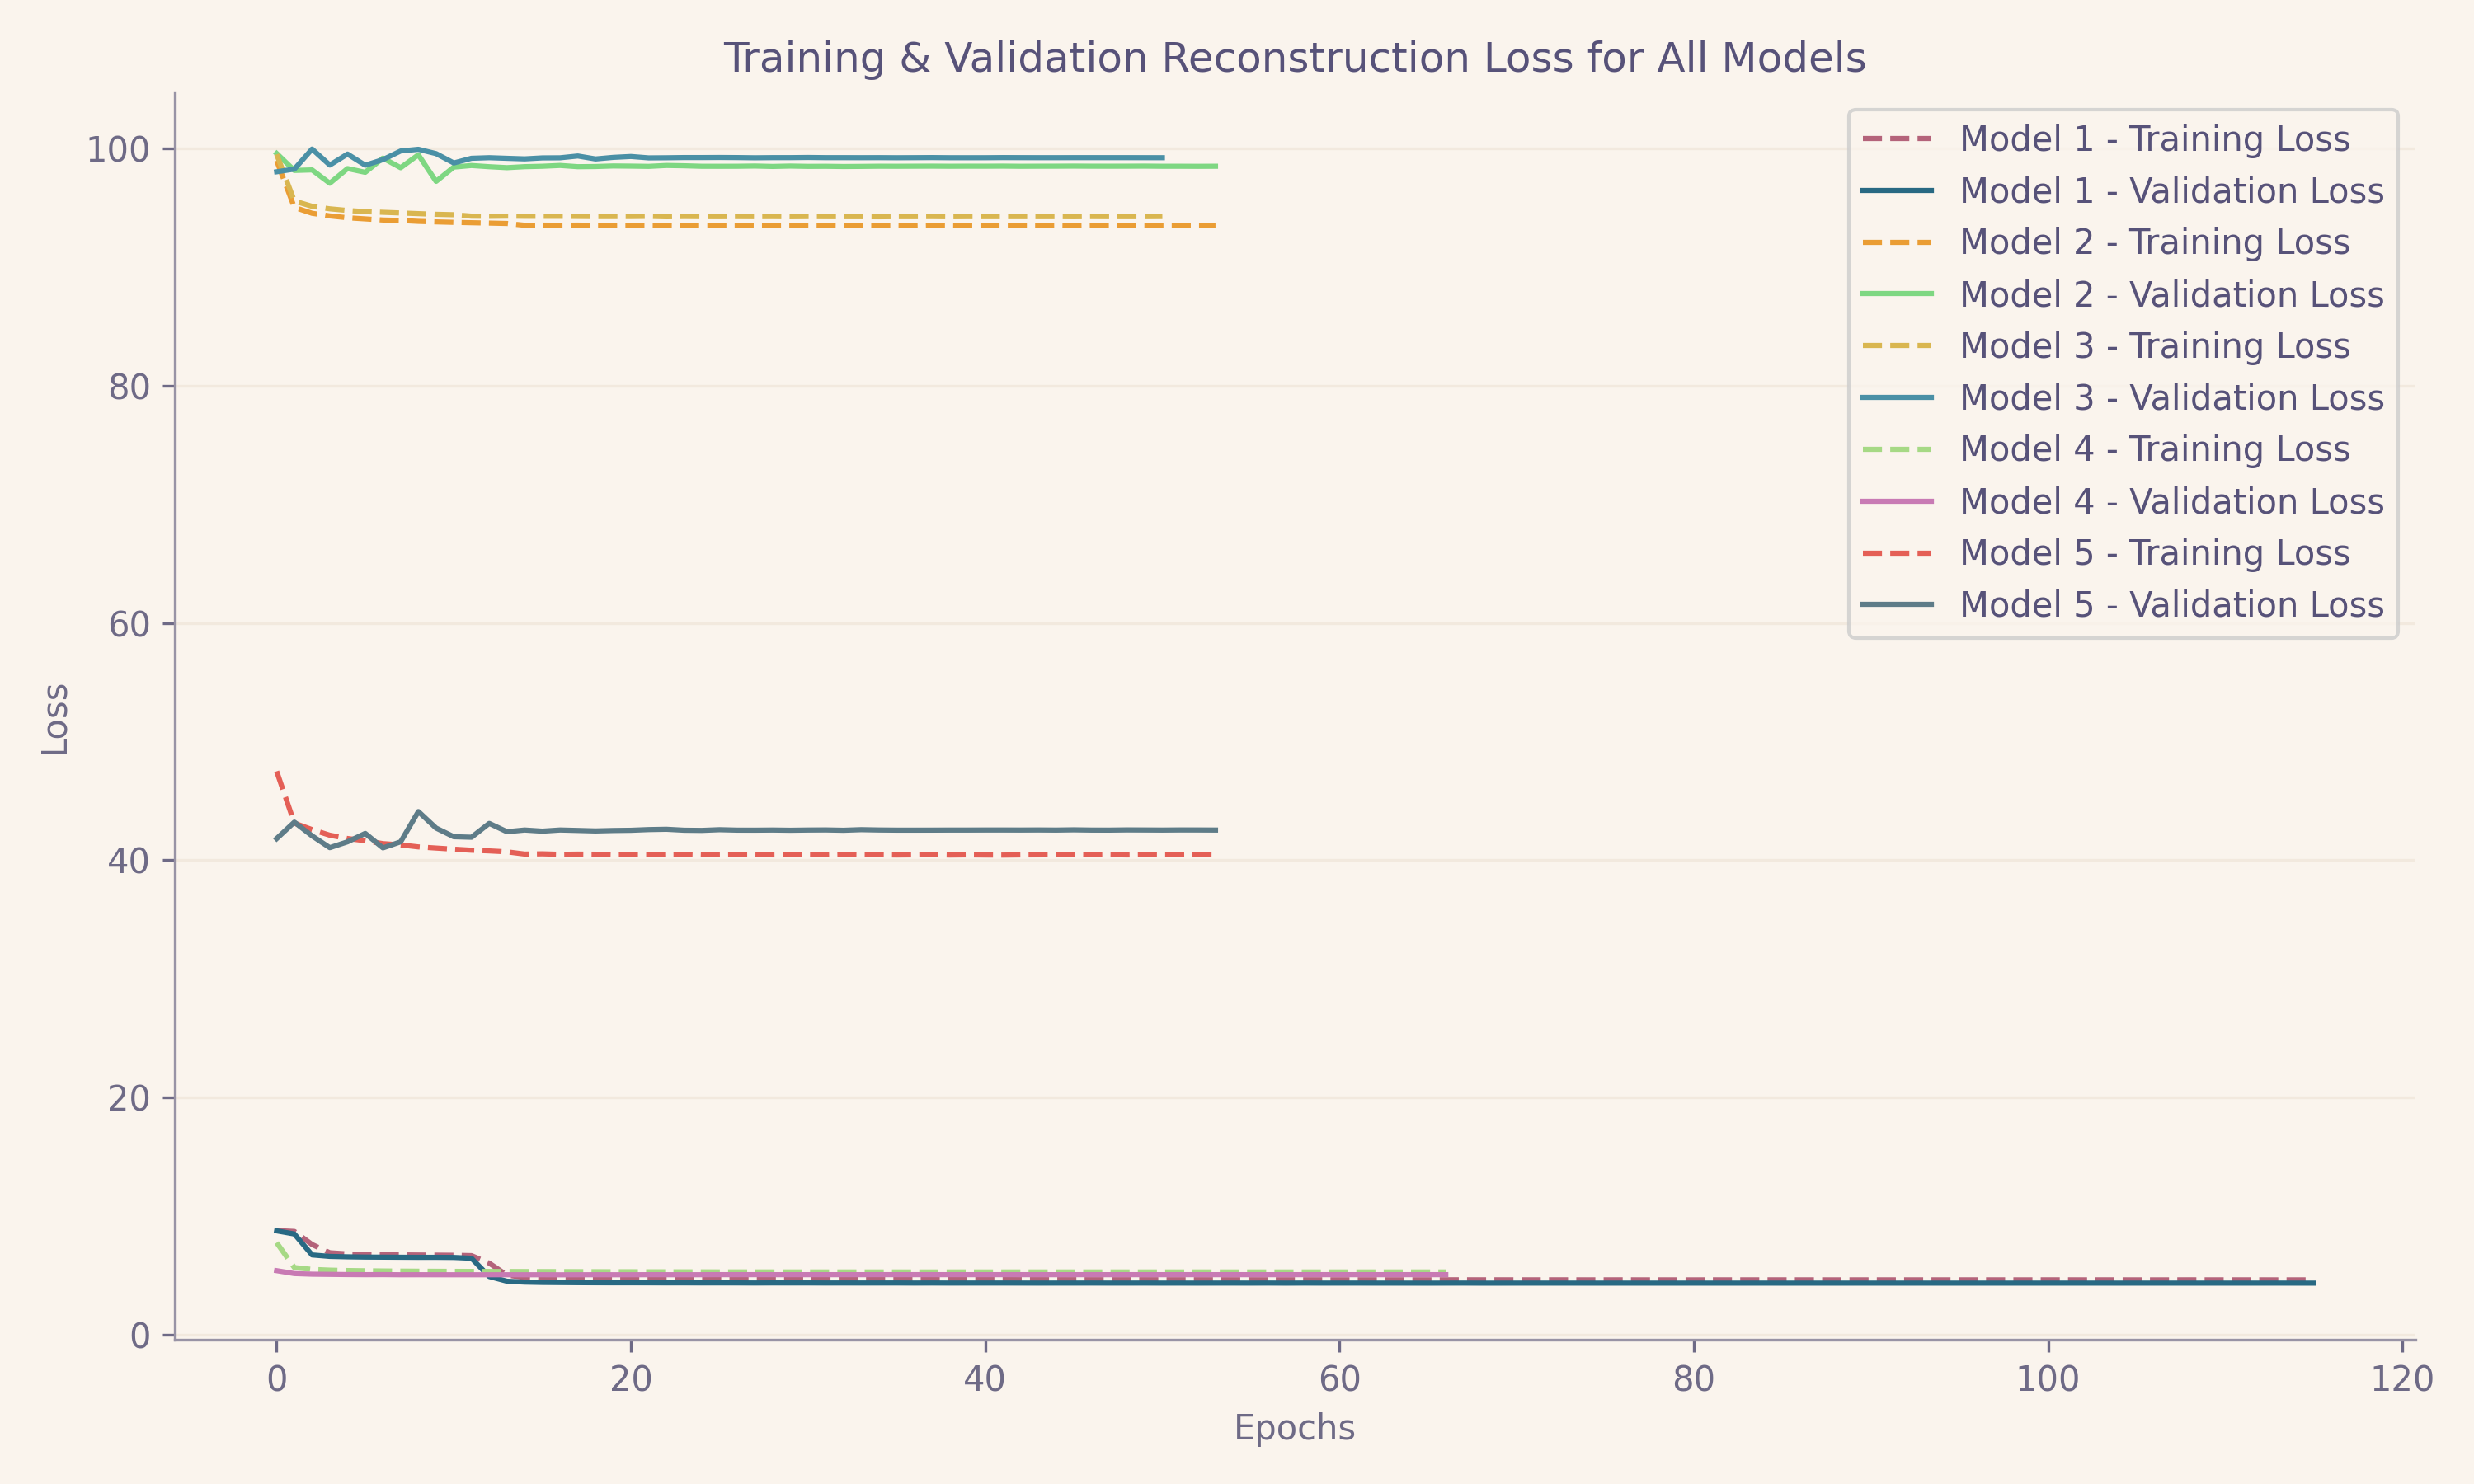 Training & Validation Reconstruction Loss for All Models
100
80
60
40
20
0
Loss
0
20
40
60
80
100
120
Epochs
Model 1 - Training Loss
Model 1 - Validation Loss
Model 2 - Training Loss
Model 2 - Validation Loss
Model 3 - Training Loss
Model 3 - Validation Loss
Model 4 - Training Loss
Model 4 - Validation Loss
Model 5 - Training Loss
Model 5 - Validation Loss